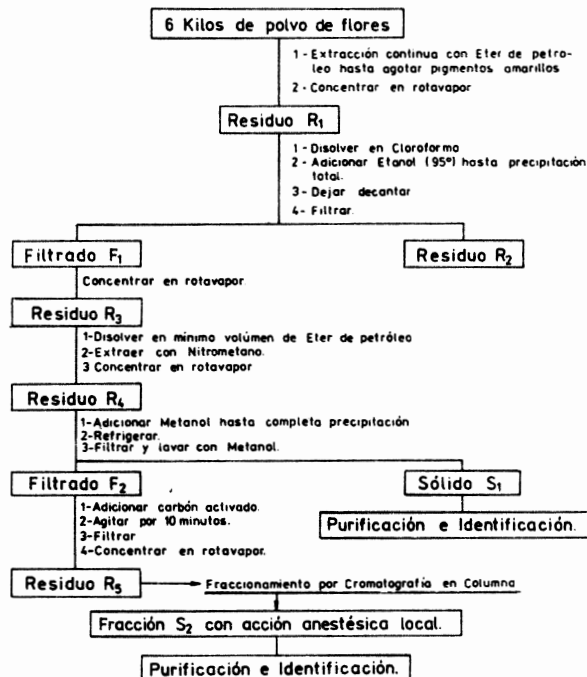 6 Kilos de polvo de flores
1 - Extracción continua con Eter de petro-
leo hasta agotar pigmentos amarillos
2 - Concentrar en rotavapor
Residuo R1
1 - Disolver en Cloroformo
2 - Adicionar Etanol (95°) hasta precipitación
total.
3 - Dejar decantar
4 - Filtrar.
Filtrado F1
Residuo R2
Concentrar en rotavapor
Residuo R3
1-Disolver en mínimo volúmen de Eter de petróleo
2-Extraer con Nitrometano.
3 Concentrar en rotavapor
Residuo R4
1-Adicionar Metanol hasta completa precipitación
2-Refrigerar.
3-Filtrar y lavar con Metanol.
Filtrado F2
Sólido S1
1-Adicionar carbón activado.
2-Agitar por 10 minutos.
3-Filtrar
4-Concentrar en rotavapor.
Purificación e Identificación.
Residuo R5
Fraccionamiento por Cromatografía en Columna
Fracción S2 con acción anestésica local.
Purificación e Identificación.